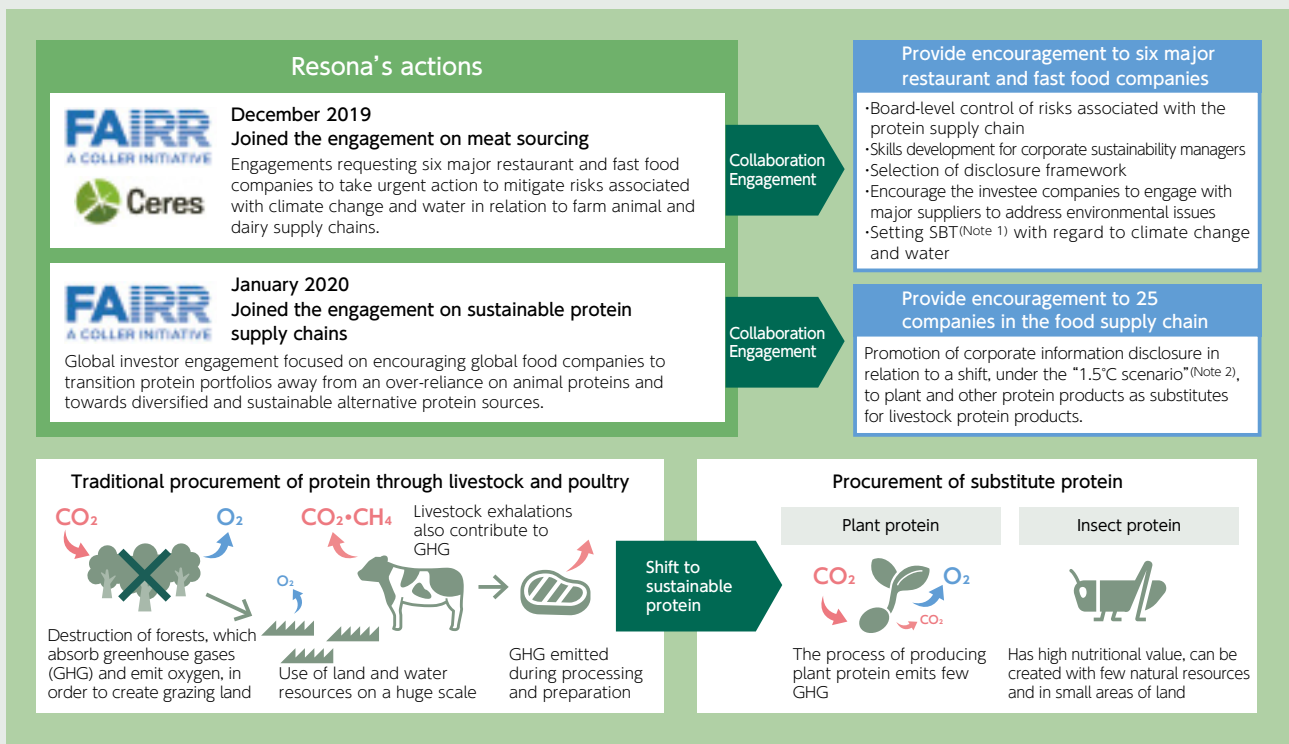 Resona's actions
FAIRR
A COLLER INITIATIVE
Ceres
December 2019
Joined the engagement on meat sourcing
Engagements requesting six major restaurant and fast food
companies to take urgent action to mitigate risks associated
with climate change and water in relation to farm animal and
dairy supply chains.
Collaboration
Engagement
Provide encouragement to six major
restaurant and fast food companies
・Board-level control of risks associated with the
protein supply chain
・Skills development for corporate sustainability managers
・Selection of disclosure framework
・Encourage the investee companies to engage with
major suppliers to address environmental issues
・Setting SBT(Note 1) with regard to climate change
and water
FAIRR
A COLLER INITIATIVE
January 2020
Joined the engagement on sustainable protein
supply chains
Global investor engagement focused on encouraging global food companies to
transition protein portfolios away from an over-reliance on animal proteins and
towards diversified and sustainable alternative protein sources.
Collaboration
Engagement
Provide encouragement to 25
companies in the food supply chain
Promotion of corporate information disclosure in
relation to a shift, under the "1.5℃ scenario"(Note 2),
to plant and other protein products as substitutes
for livestock protein products.
Traditional procurement of protein through livestock and poultry
CO₂
O₂
Destruction of forests, which
absorb greenhouse gases
(GHG) and emit oxygen, in
order to create grazing land
O₂
CO₂•CH₄
Livestock exhalations
also contribute to
GHG
Use of land and water
resources on a huge scale
GHG emitted
during processing
and preparation
Shift to
sustainable
protein
Procurement of substitute protein
Plant protein
CO₂
O₂
CO₂
The process of producing
plant protein emits few
GHG
Insect protein
Has high nutritional value, can be
created with few natural resources
and in small areas of land